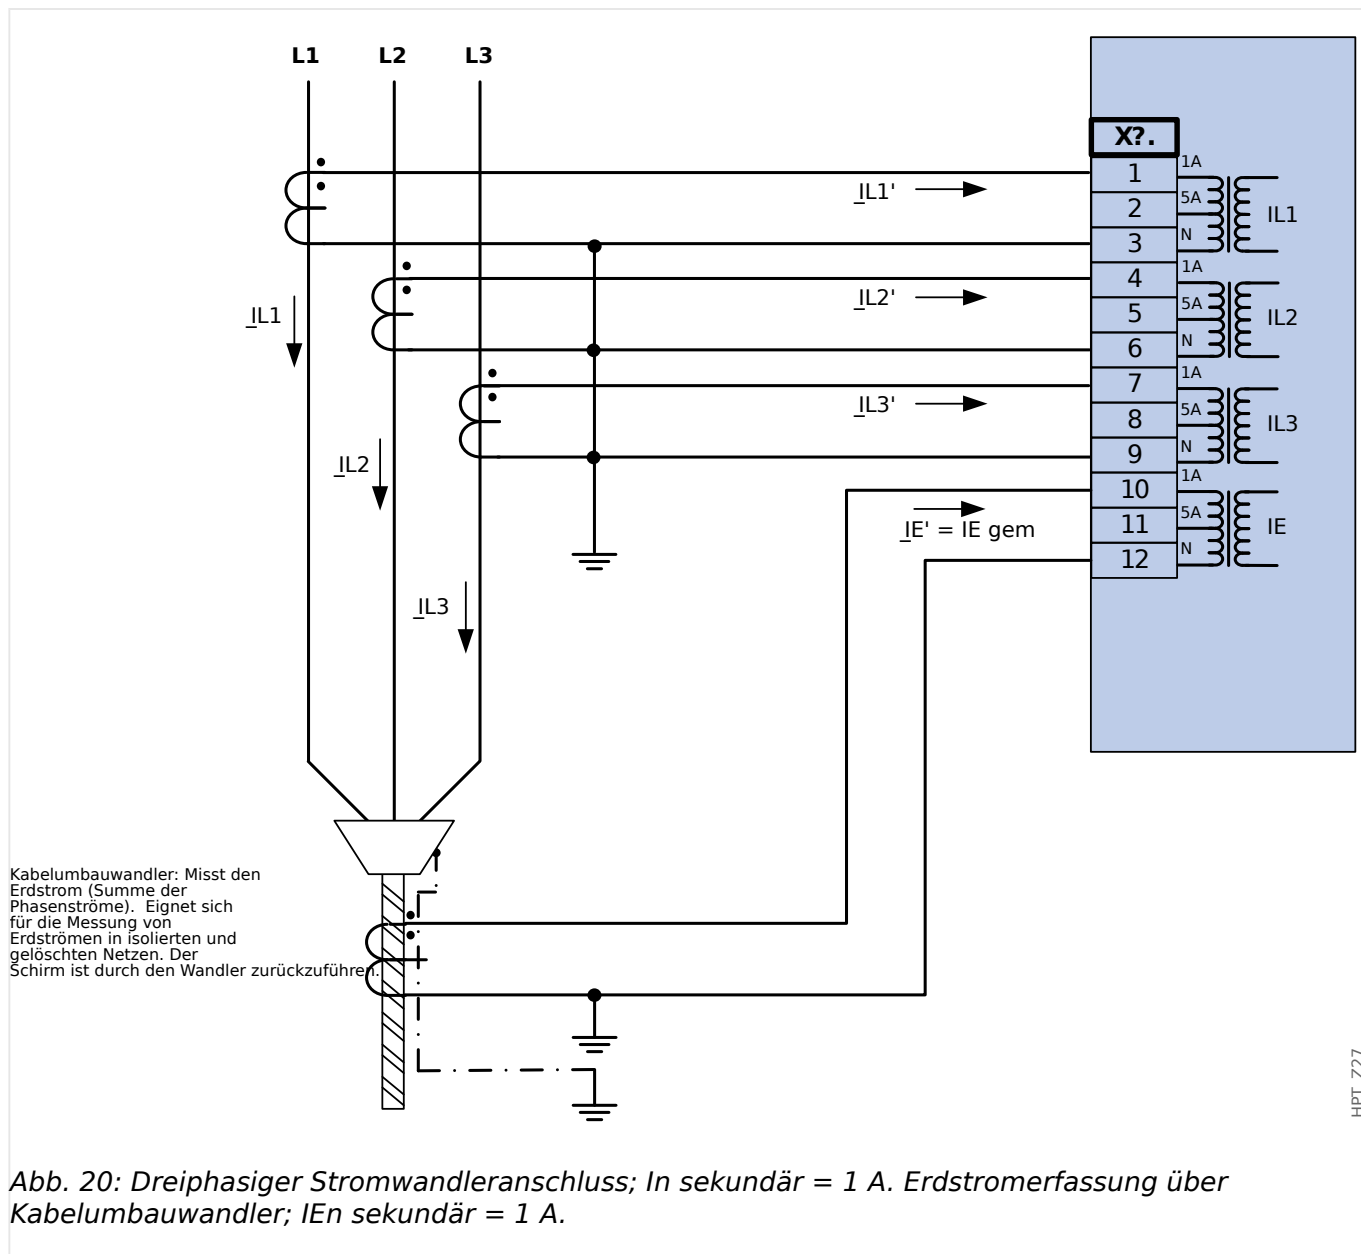 L1 L2 L3
X?.
1
2
3
4
5
6
7
8
9
10
11
12
1A
5A
N
IL1
1A
5A
N
IL2
1A
5A
N
IL3
1A
5A
N
IE
_IL1'
_IL2'
_IL3'
_IE' = IE gem
_IL1
_IL2
_IL3
Kabelumbauwandler: Misst den
Erdstrom (Summe der
Phasenströme). Eignet sich
für die Messung von
Erdströmen in isolierten und
gelöschten Netzen. Der
Schirm ist durch den Wandler zurückzuführen.
HPT_Z27
Abb. 20: Dreiphasiger Stromwandleranschluss; In sekundär = 1 A. Erdstromerfassung über
Kabelumbauwandler; IEn sekundär = 1 A.